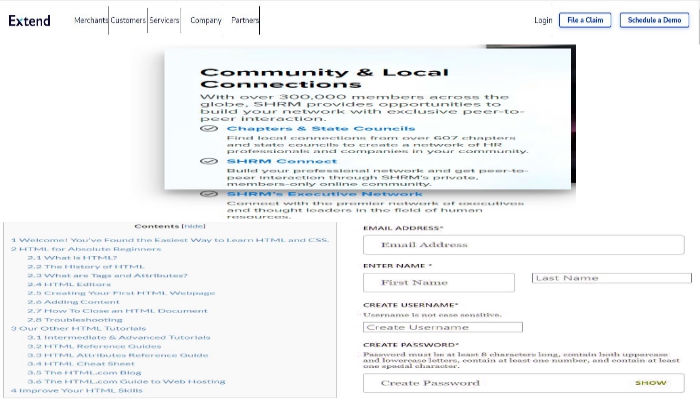 Extend
Merchants Customers Servicers Company Partners
Login File a Claim Schedule a Demo
Community & Local
Connections
With over 300,000 members across the
globe, SHRM provides opportunities to
build your network with exclusive peer-to-
peer interaction.
Chapters & State Councils
Find local connections from over 607 chapters
and state councils to create a network of HR
professionals and companies in your community.
SHRM Connect
Build your professional network and get peer-to-
peer interaction through SHRM's private,
members-only online community.
SHRM's Executive Network
Connect with the premier network of executives
and thought leaders in the field of human
resources.
Contents [hide]
1 Welcome! You've Found the Easiest Way to Learn HTML and CSS.
2 HTML for Absolute Beginners
2.1 What is HTML?
2.2 The History of HTML
2.3 What are Tags and Attributes?
2.4 HTML Editors
2.5 Creating Your First HTML Webpage
2.6 Adding Content
2.7 How To Close an HTML Document
2.8 Troubleshooting
3 Our Other HTML Tutorials
3.1 Intermediate & Advanced Tutorials
3.2 HTML Reference Guides
3.3 HTML Attributes Reference Guide
3.4 HTML Cheat Sheet
3.5 The HTML.com Blog
3.6 The HTML.com Guide to Web Hosting
4 Improve Your HTML Skills
EMAIL ADDRESS*
Email Address
ENTER NAME *
First Name Last Name
CREATE USERNAME*
Username is not case sensitive.
Create Username
CREATE PASSWORD*
Password must be at least 8 characters long, contain both uppercase
and lowercase letters, contain at least one number, and contain at least
one special character.
Create Password SHOW